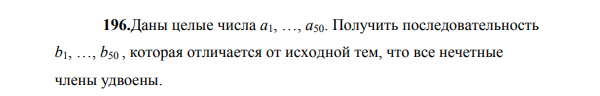 196.Даны целые числа a₁, …, a₅₀. Получить последовательность
b₁, …, b₅₀ , которая отличается от исходной тем, что все нечетные
члены удвоены.